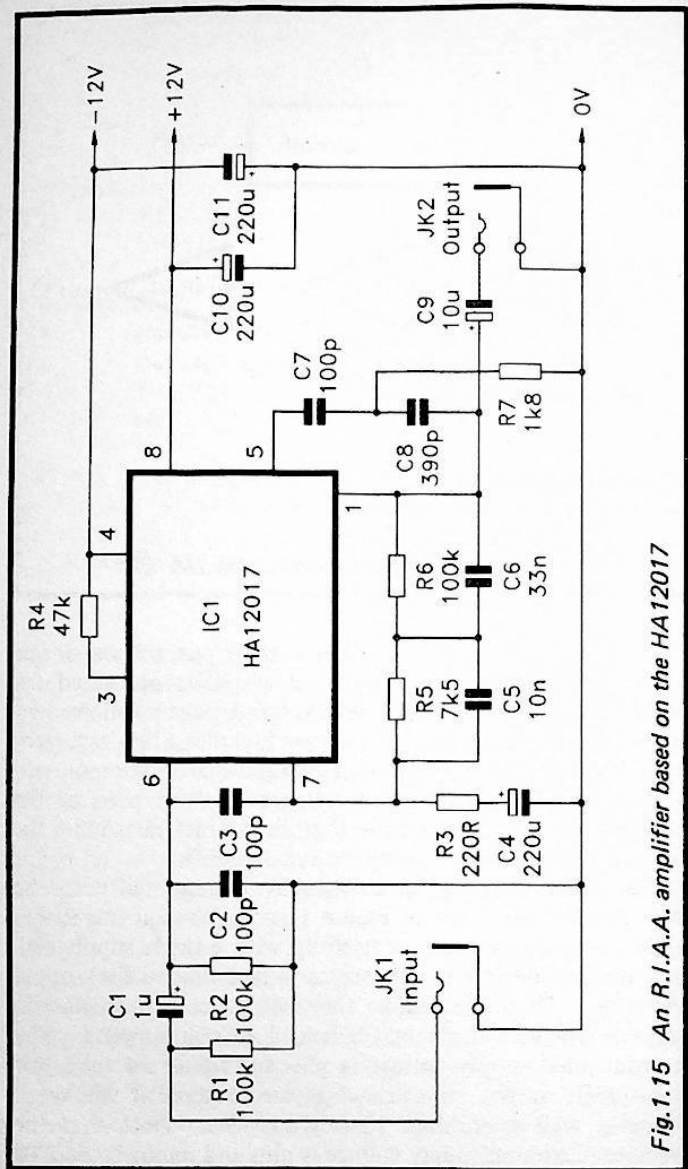 −12V
+12V
0V
R4
47k
3
4
8
5
1
6
7
IC1
HA12017
C11
220u
+
C10
220u
+
C7
100p
C8
390p
C9
10u
+
JK2
Output
R7
1k8
R6
100k
C6
33n
R5
7k5
C5
10n
R3
220R
C4
220u
+
C3
100p
C2
100p
C1
1u
+
R2
100k
R1
100k
JK1
Input
Fig.1.15 An R.I.A.A. amplifier based on the HA12017